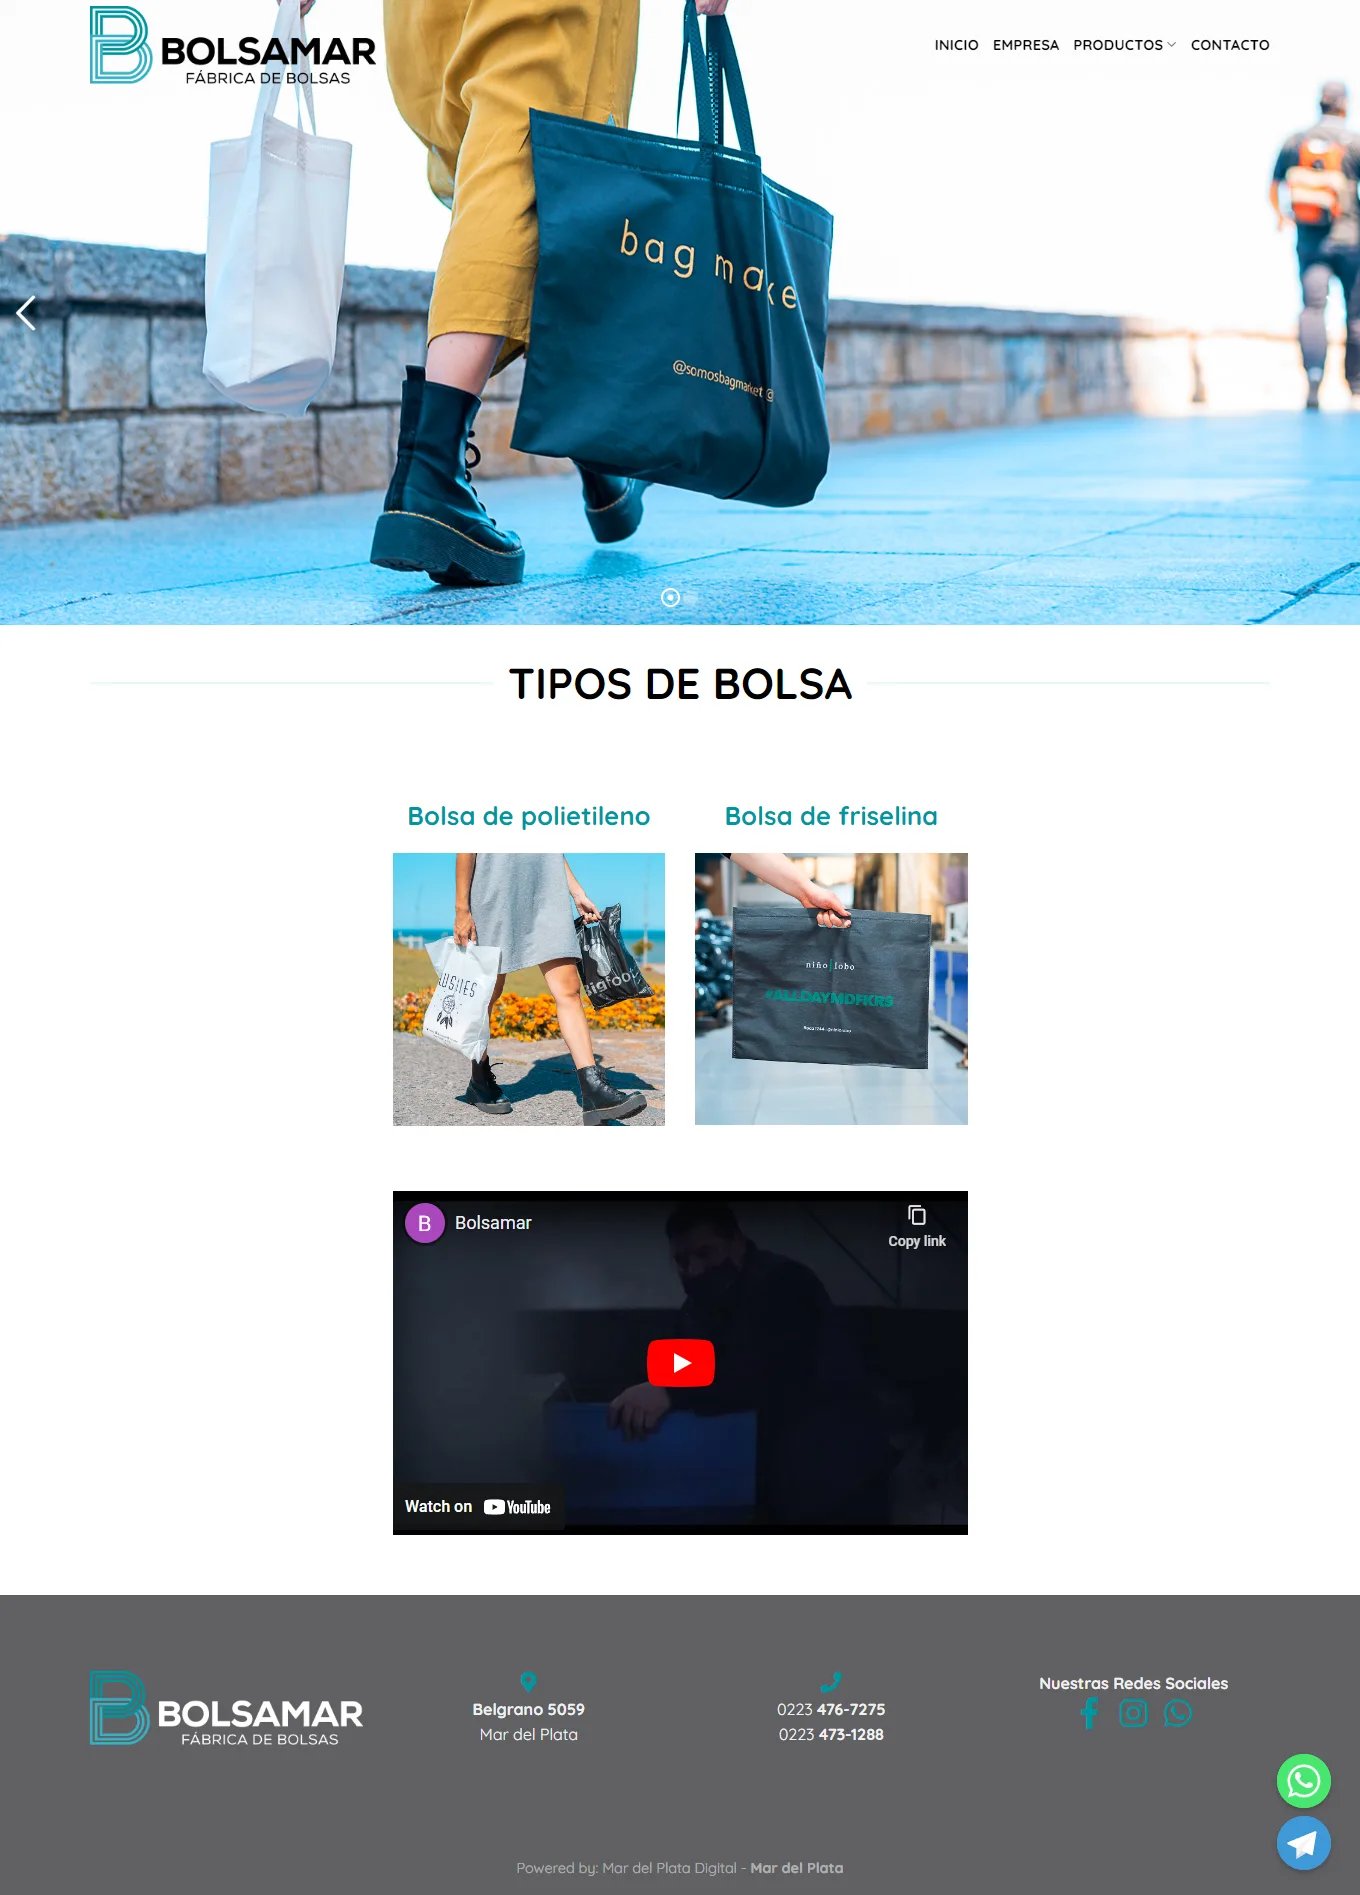 BOLSAMAR
FÁBRICA DE BOLSAS
INICIO EMPRESA PRODUCTOS CONTACTO
bag make
@somosbagmarket
TIPOS DE BOLSA
Bolsa de polietileno
Bolsa de friselina
Bigfoo
niño lobo
#ALLDAYMOFKRS
B
Bolsamar
Copy link
Watch on YouTube
BOLSAMAR
FÁBRICA DE BOLSAS
Belgrano 5059
Mar del Plata
0223 476-7275
0223 473-1288
Nuestras Redes Sociales
Powered by: Mar del Plata Digital - Mar del Plata